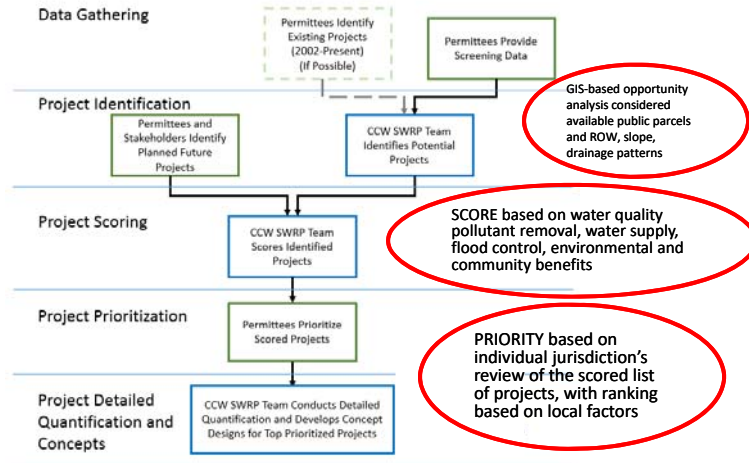 Data Gathering
Permittees Identify
Existing Projects
(2002-Present)
(If Possible)
Permittees Provide
Screening Data
Project Identification
Permittees and
Stakeholders Identify
Planned Future
Projects
CCW SWRP Team
Identifies Potential
Projects
GIS-based opportunity
analysis considered
available public parcels
and ROW, slope,
drainage patterns
Project Scoring
CCW SWRP Team
Scores Identified
Projects
SCORE based on water quality
pollutant removal, water supply,
flood control, environmental and
community benefits
Project Prioritization
Permittees Prioritize
Scored Projects
PRIORITY based on
individual jurisdiction's
review of the scored list
of projects, with ranking
based on local factors
Project Detailed
Quantification and
Concepts
CCW SWRP Team Conducts Detailed
Quantification and Develops Concept
Designs for Top Prioritized Projects